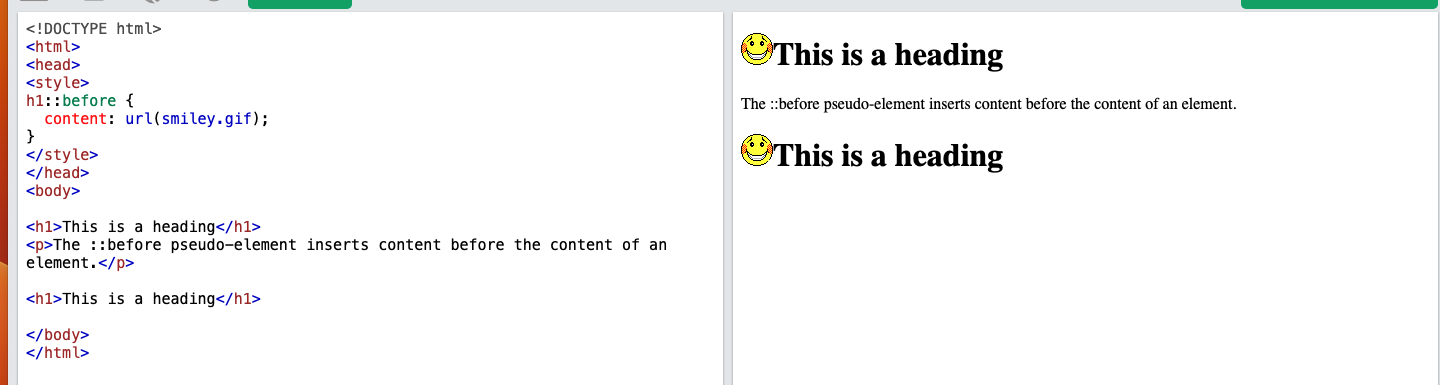 <!DOCTYPE html>
<html>
<head>
<style>
h1::before {
  content: url(smiley.gif);
}
</style>
</head>
<body>
<h1>This is a heading</h1>
<p>The ::before pseudo-element inserts content before the content of an
element.</p>
<h1>This is a heading</h1>
</body>
</html>
This is a heading
The ::before pseudo-element inserts content before the content of an element.
This is a heading